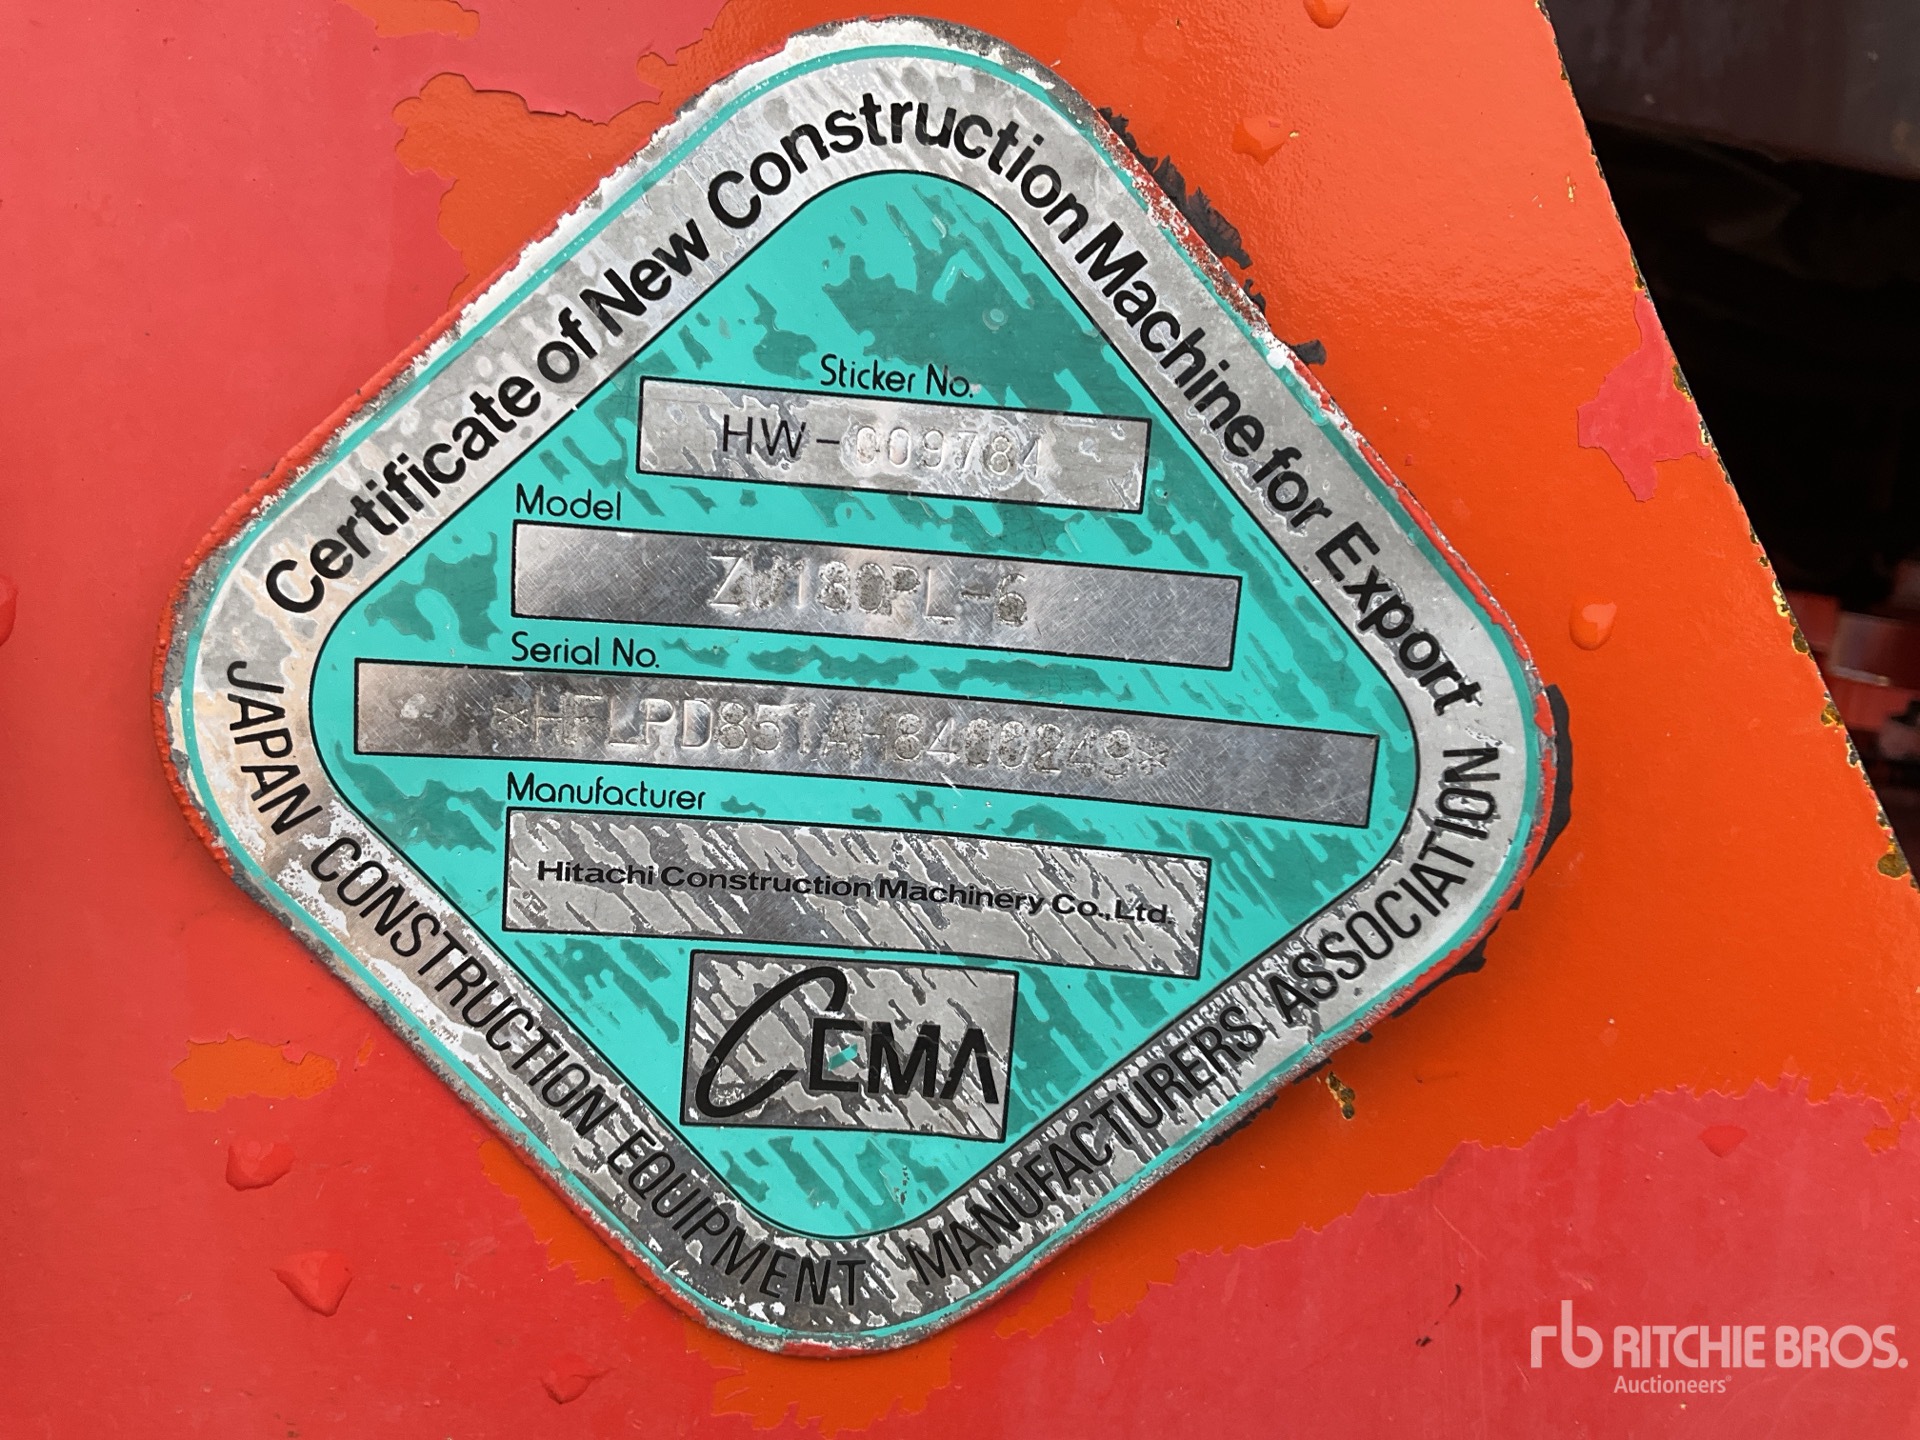 Certificate of New Construction Machine for Export
Sticker No.
HW-009784
Model
ZW180PL-6
Serial No.
Manufacturer
Hitachi Construction Machinery Co.,Ltd.
CEMA
JAPAN CONSTRUCTION EQUIPMENT MANUFACTURERS ASSOCIATION
rb RITCHIE BROS.
Auctioneers